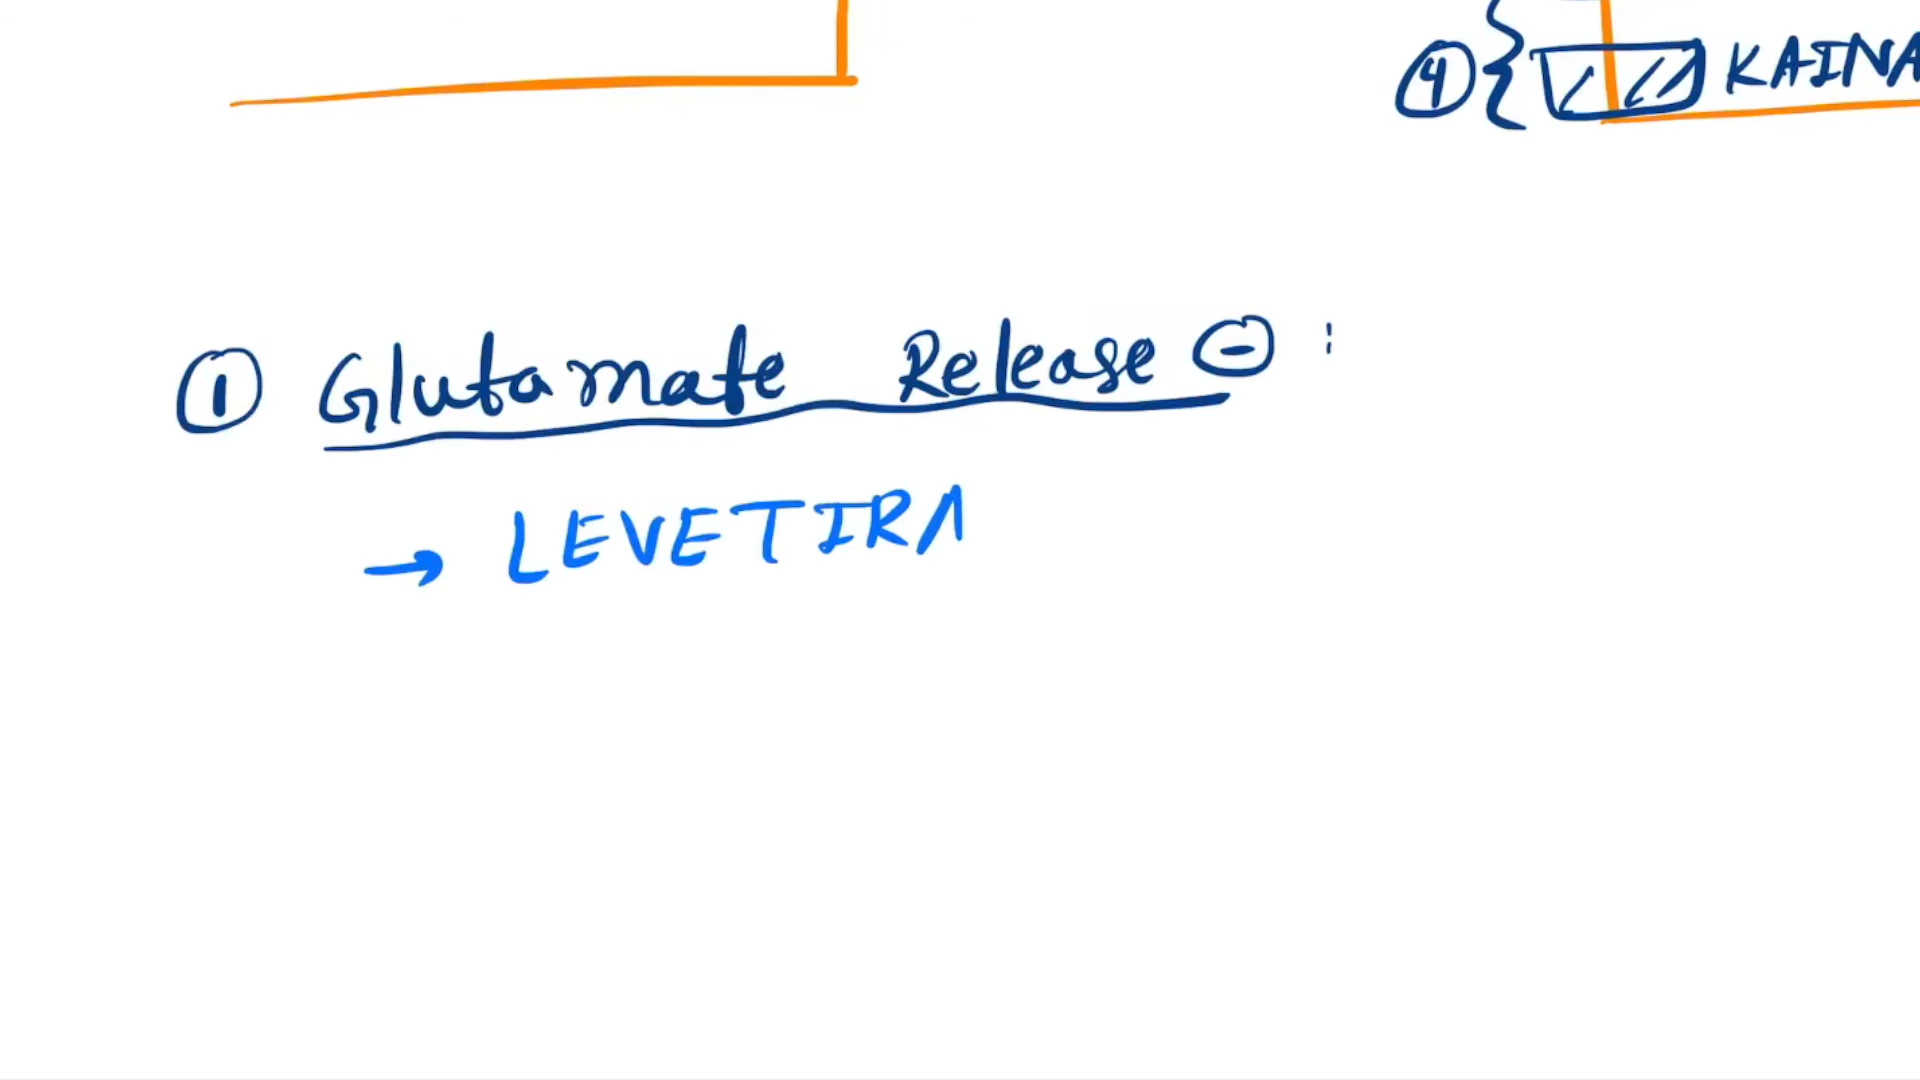 ④ KAINA
① Glutamate Release ⊖ :
→ LEVETIRA